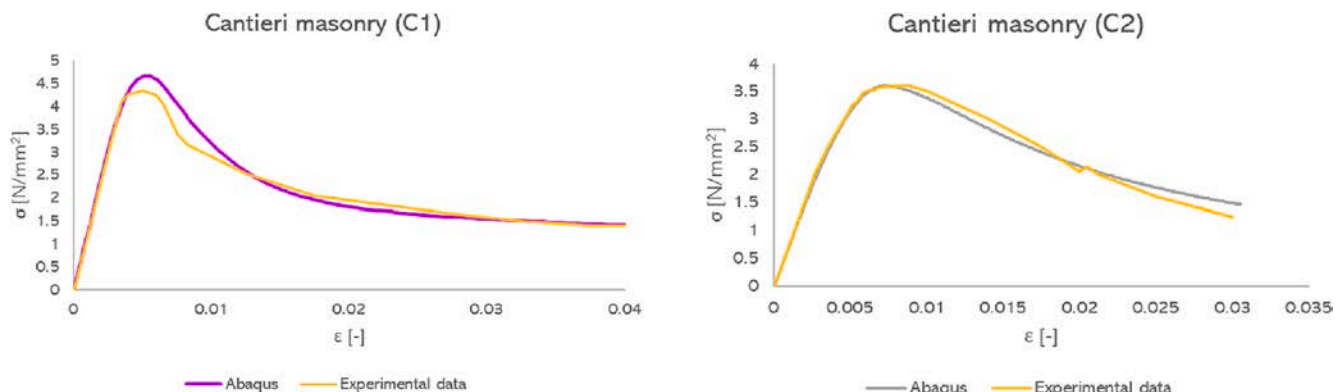 Cantieri masonry (C1)
5
4.5
4
3.5
3
2.5
2
1.5
1
0.5
0
σ [N/mm²]
0 0.01 0.02 0.03 0.04
ε [-]
Abaqus Experimental data
Cantieri masonry (C2)
4
3.5
3
2.5
2
1.5
1
0.5
0
σ [N/mm²]
0 0.005 0.01 0.015 0.02 0.025 0.03 0.035
ε [-]
Abaqus Experimental data